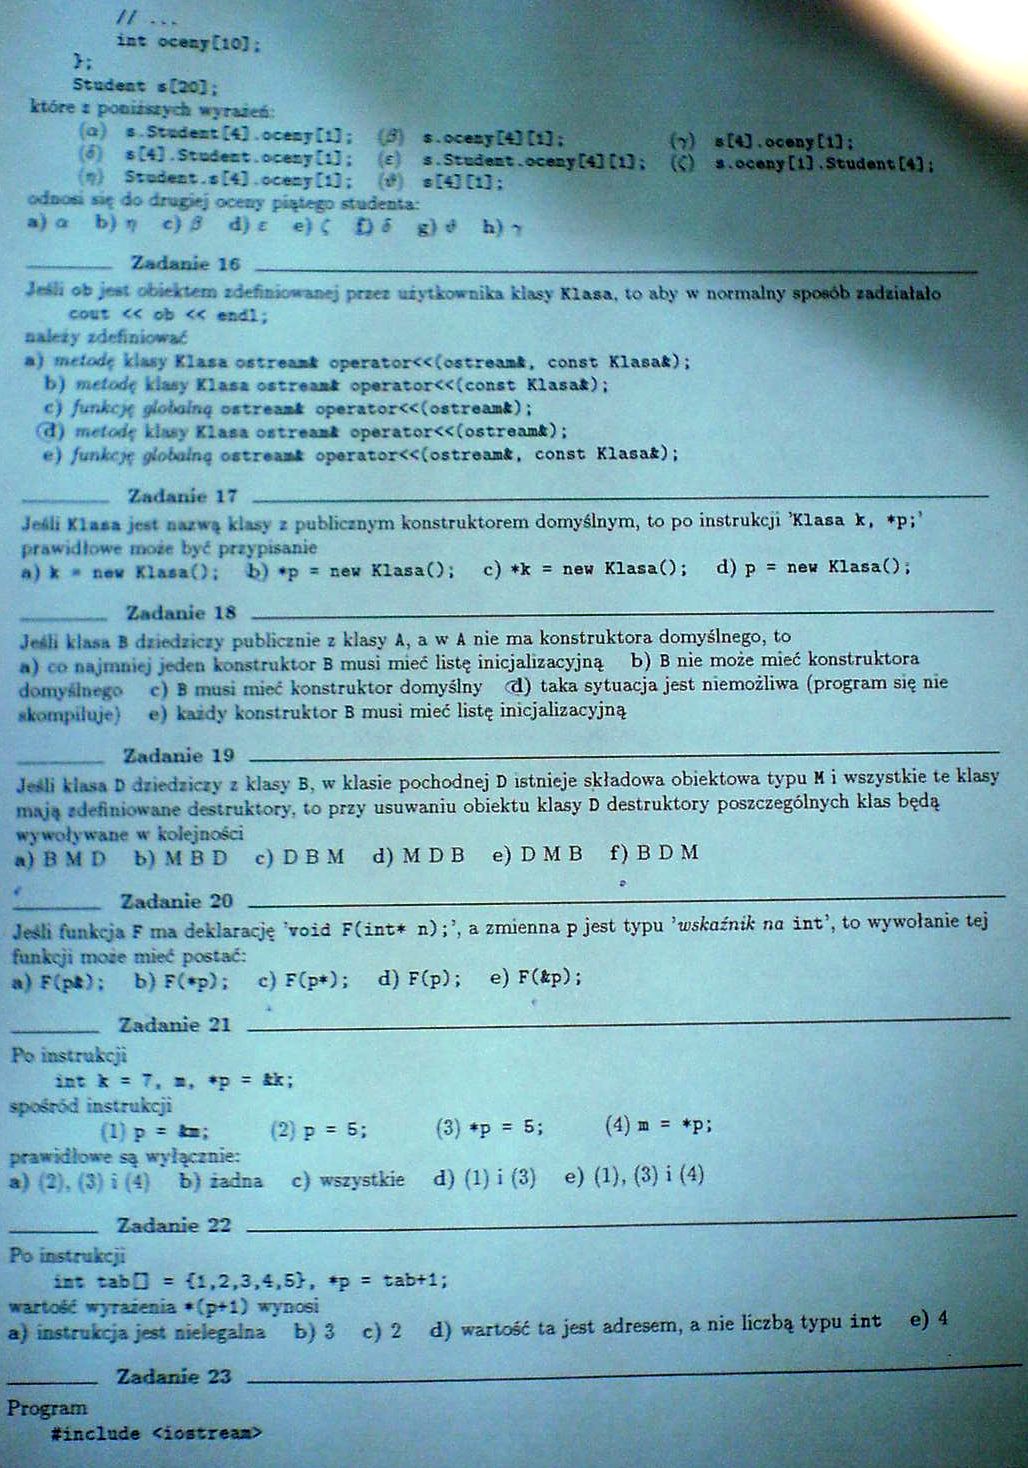 // ...
int oceny[10];
};
Student s[20];
które z poniższych wyrażeń:
(α) s.Student[4].oceny[1]; (β) s.oceny[4][1]; (γ) s[4].oceny[1];
(δ) s[4].Student.oceny[1]; (ε) s.Student.oceny[4][1]; (ζ) s.oceny[1].Student[4];
(η) Student.s[4].oceny[1]; (ϑ) s[4][1];
odnosi się do drugiej oceny piątego studenta:
a) α b) η c) β d) ε e) ζ f) δ g) ϑ h) γ
Zadanie 16
Jeśli ob jest obiektem zdefiniowanej przez użytkownika klasy Klasa, to aby w normalny sposób zadziałało
cout << ob << endl;
należy zdefiniować
a) metodę klasy Klasa ostream& operator<<(ostream&, const Klasa&);
b) metodę klasy Klasa ostream& operator<<(const Klasa&);
c) funkcję globalną ostream& operator<<(ostream&);
d) metodę klasy Klasa ostream& operator<<(ostream&);
e) funkcję globalną ostream& operator<<(ostream&, const Klasa&);
Zadanie 17
Jeśli Klasa jest nazwą klasy z publicznym konstruktorem domyślnym, to po instrukcji 'Klasa k, *p;'
prawidłowe może być przypisanie
a) k = new Klasa(); b) *p = new Klasa(); c) *k = new Klasa(); d) p = new Klasa();
Zadanie 18
Jeśli klasa B dziedziczy publicznie z klasy A, a w A nie ma konstruktora domyślnego, to
a) co najmniej jeden konstruktor B musi mieć listę inicjalizacyjną b) B nie może mieć konstruktora
domyślnego c) B musi mieć konstruktor domyślny d) taka sytuacja jest niemożliwa (program się nie
skompiluje) e) każdy konstruktor B musi mieć listę inicjalizacyjną
Zadanie 19
Jeśli klasa D dziedziczy z klasy B, w klasie pochodnej D istnieje składowa obiektowa typu M i wszystkie te klasy
mają zdefiniowane destruktory, to przy usuwaniu obiektu klasy D destruktory poszczególnych klas będą
wywoływane w kolejności
a) B M D b) M B D c) D B M d) M D B e) D M B f) B D M
Zadanie 20
Jeśli funkcja F ma deklarację 'void F(int* n);', a zmienna p jest typu 'wskaźnik na int', to wywołanie tej
funkcji może mieć postać:
a) F(p&); b) F(*p); c) F(p*); d) F(p); e) F(&p);
Zadanie 21
Po instrukcji
int k = 7, m, *p = &k;
spośród instrukcji
(1) p = &m; (2) p = 5; (3) *p = 5; (4) m = *p;
prawidłowe są wyłącznie:
a) (2), (3) i (4) b) żadna c) wszystkie d) (1) i (3) e) (1), (3) i (4)
Zadanie 22
Po instrukcji
int tab[] = {1,2,3,4,5}, *p = tab+1;
wartość wyrażenia *(p+1) wynosi
a) instrukcja jest nielegalna b) 3 c) 2 d) wartość ta jest adresem, a nie liczbą typu int e) 4
Zadanie 23
Program
#include <iostream>